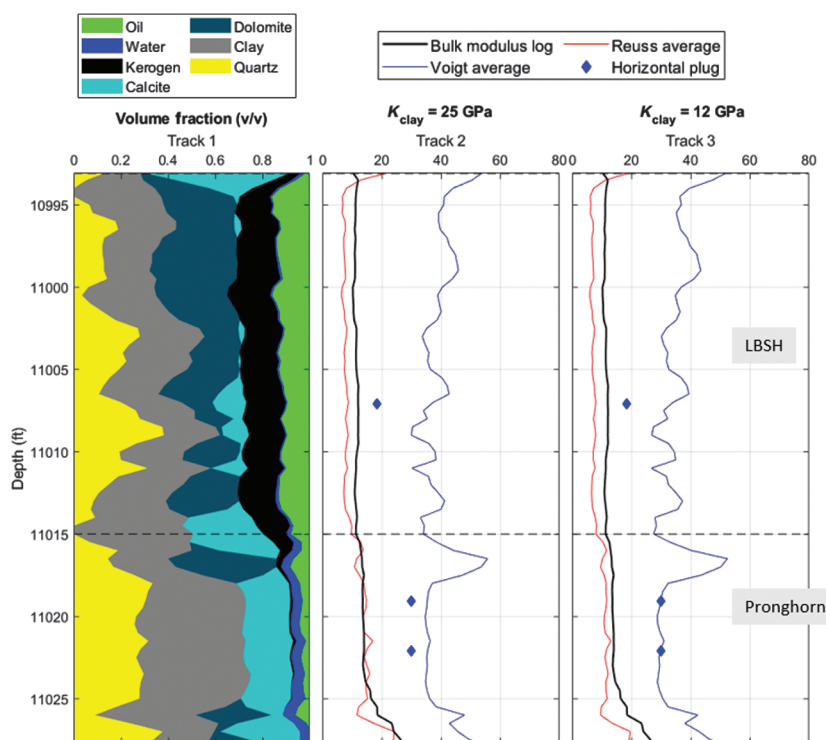 Oil
Dolomite
Water
Clay
Kerogen
Quartz
Calcite
Bulk modulus log
Reuss average
Voigt average
Horizontal plug
Volume fraction (v/v)
Track 1
K clay = 25 GPa
Track 2
K clay = 12 GPa
Track 3
0 0.2 0.4 0.6 0.8 1
0 20 40 60 80
0 20 40 60 80
Depth (ft)
10995
11000
11005
11010
11015
11020
11025
LBSH
Pronghorn